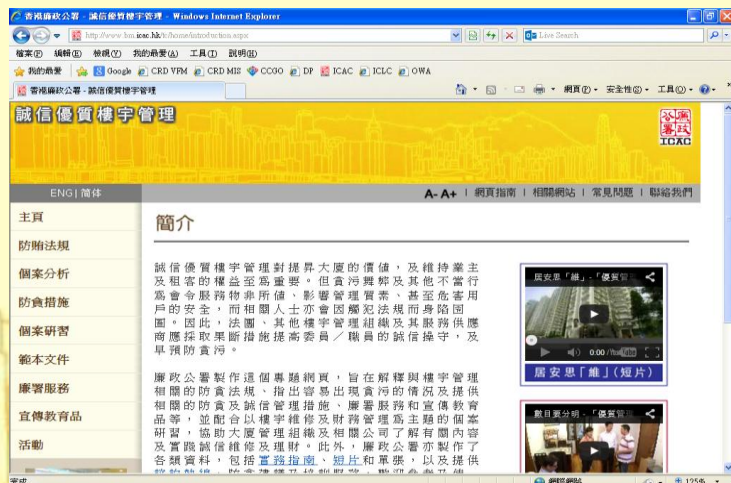 香港廉政公署 - 誠信優質樓宇管理 - Windows Internet Explorer
http://www.bm.icac.hk/tc/home/introduction.aspx
Live Search
檔案(F) 編輯(E) 檢視(V) 我的最愛(A) 工具(T) 說明(H)
我的最愛 Google CRD VFM CRD MIS CCGO DP ICAC ICLC OWA
香港廉政公署 - 誠信優質樓宇管理
網頁(P) 安全性(S) 工具(O)
誠信優質樓宇管理
廉政公署
ICAC
ENG | 简体
A- A+ | 網頁指南 | 相關網站 | 常見問題 | 聯絡我們
主頁
防賄法規
個案分析
防貪措施
個案研習
範本文件
廉署服務
宣傳教育品
活動
簡介
誠信優質樓宇管理對提昇大廈的價值，及維持業主
及租客的權益至為重要。但貪污舞弊及其他不當行
為會令服務物非所值、影響管理質素、甚至危害用
戶的安全，而相關人士亦會因觸犯法規而身陷囹
圄。因此，法團、其他樓宇管理組織及其服務供應
商應採取果斷措施提高委員／職員的誠信操守，及
早預防貪污。
廉政公署製作這個專題網頁，旨在解釋與樓宇管理
相關的防貪法規、指出容易出現貪污的情況及提供
相關的防貪及誠信管理措施、廉署服務和宣傳教育
品等，並配合以樓宇維修及財務管理為主題的個案
研習，協助大廈管理組織及相關公司了解有關內容
及實踐誠信維修及理財。此外，廉政公署亦製作了
各類資料，包括實務指南、短片和單張，以及提供
居安思「維」-「優質管
0:00 / YouTube
居安思「維」(短片)
數目要分明 - 「優質管
完成
網際網路
125%